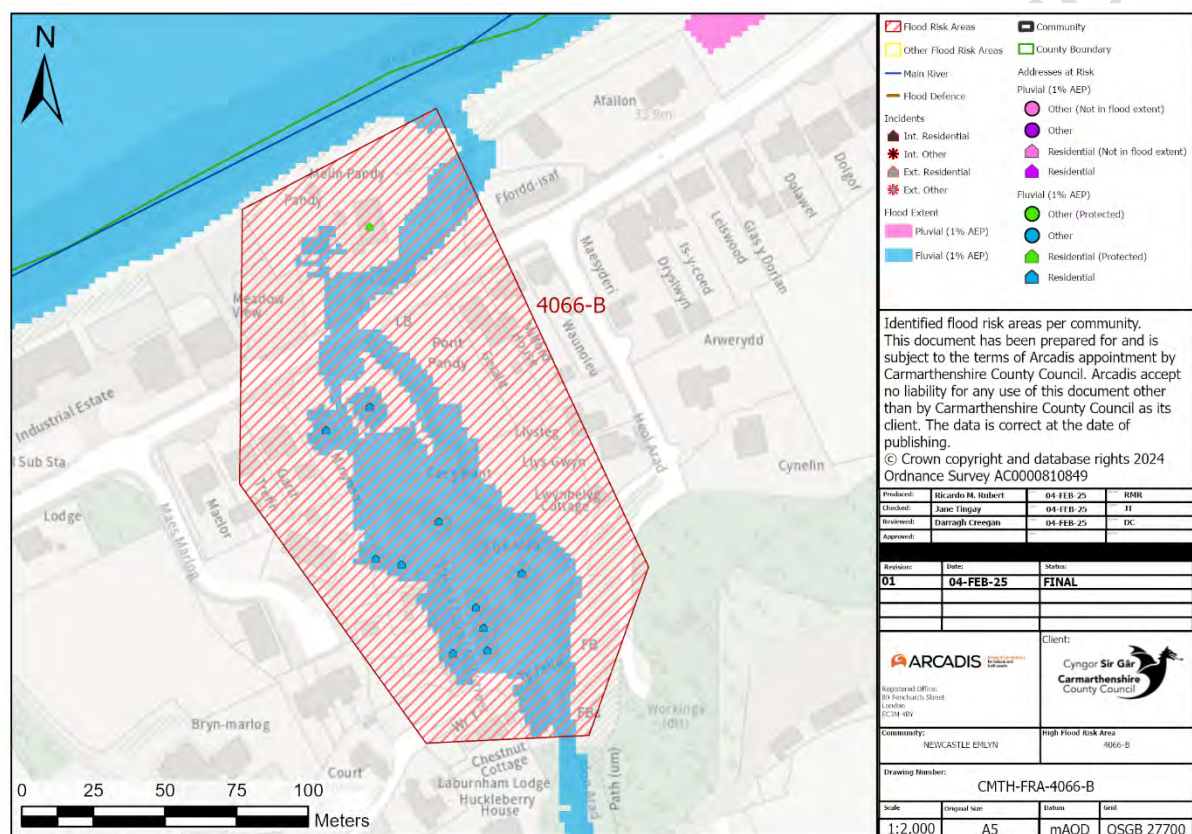 N
Afallon
33.9m
Melin Pandy
Pandy
Ffordd-isaf
Dolgof
Dolawel
Glas y Dorian
Leiswood
Is-y-coed
Dryslwyn
Maesyderi
Meadow
View
LB
4066-B
Pont
Pandy
Waunofeu
Arwerydd
Industrial Estate
l Sub Sta
Llysteg
Heol Arad
Llys Gwyn
Cynelin
Lwynhelyg
Cottage
Lodge
Maelor
Maes Marlog
FB
Bryn-marlog
FBs
Workings
(dis)
Court
Chestnut
Cottage
Laburnham Lodge
Huckleberry
House
Path (um)
0 25 50 100
Meters
Flood Risk Areas
Other Flood Risk Areas
Main River
Flood Defence
Incidents
Int. Residential
Int. Other
Ext. Residential
Ext. Other
Flood Extent
Pluvial (1% AEP)
Fluvial (1% AEP)
Community
County Boundary
Addresses at Risk
Pluvial (1% AEP)
Other (Not in flood extent)
Other
Residential (Not in flood extent)
Residential
Fluvial (1% AEP)
Other (Protected)
Other
Residential (Protected)
Residential
Identified flood risk areas per community.
This document has been prepared for and is
subject to the terms of Arcadis appointment by
Carmarthenshire County Council. Arcadis accept
no liability for any use of this document other
than by Carmarthenshire County Council as its
client. The data is correct at the date of
publishing.
© Crown copyright and database rights 2024
Ordnance Survey AC0000810849
Produced: Ricardo M. Rubert 04-FEB-25 RMR
Checked: Jane Tingay 04-FEB-25 JT
Reviewed: Darragh Creegan 04-FEB-25 DC
Approved:
Revision: Date: Status:
01 04-FEB-25 FINAL
ARCADIS
Registered Office:
80 Fenchurch Street
London
EC3M 4BY
Client:
Cyngor Sir Gâr
Carmarthenshire
County Council
Community: High Flood Risk Area
NEWCASTLE EMLYN 4066-B
Drawing Number:
CMTH-FRA-4066-B
Scale Original Size Datum Grid
1:2,000 A5 mAOD OSGB 27700